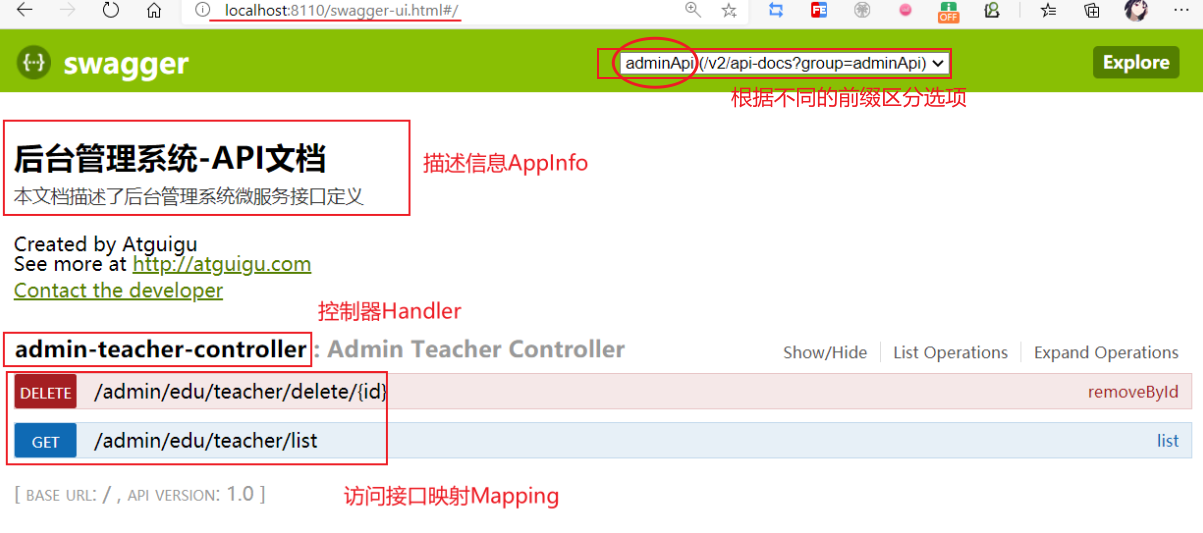 localhost:8110/swagger-ui.html#/
OFF
{···} swagger
adminApi (/v2/api-docs?group=adminApi)
Explore
根据不同的前缀区分选项
后台管理系统-API文档
描述信息AppInfo
本文档描述了后台管理系统微服务接口定义
Created by Atguigu
See more at http://atguigu.com
Contact the developer
控制器Handler
admin-teacher-controller : Admin Teacher Controller
Show/Hide
List Operations
Expand Operations
DELETE /admin/edu/teacher/delete/{id} removeById
GET /admin/edu/teacher/list list
[ BASE URL: / , API VERSION: 1.0 ]
访问接口映射Mapping